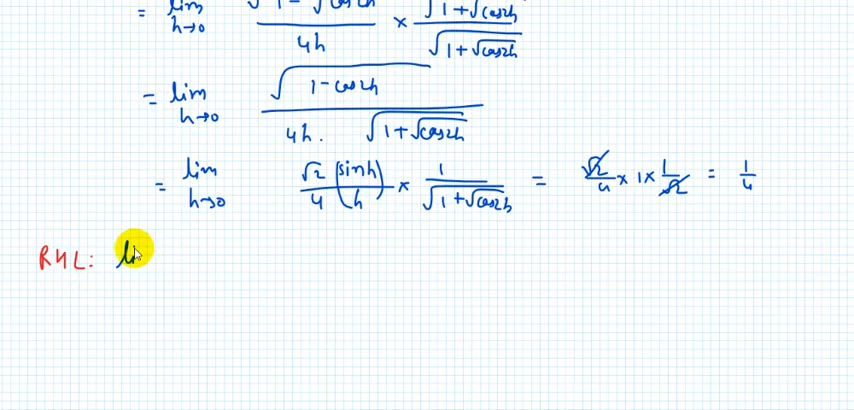 = lim h→0 √(1-√cos2h) / 4h × √(1+√cos2h) / √(1+√cos2h)
= lim h→0 √(1-cos2h) / (4h. √(1+√cos2h))
= lim h→0 √2/4 (sinh/h) × 1/√(1+√cos2h) = √2/4 × 1 × 1/√2 = 1/4
RHL: li